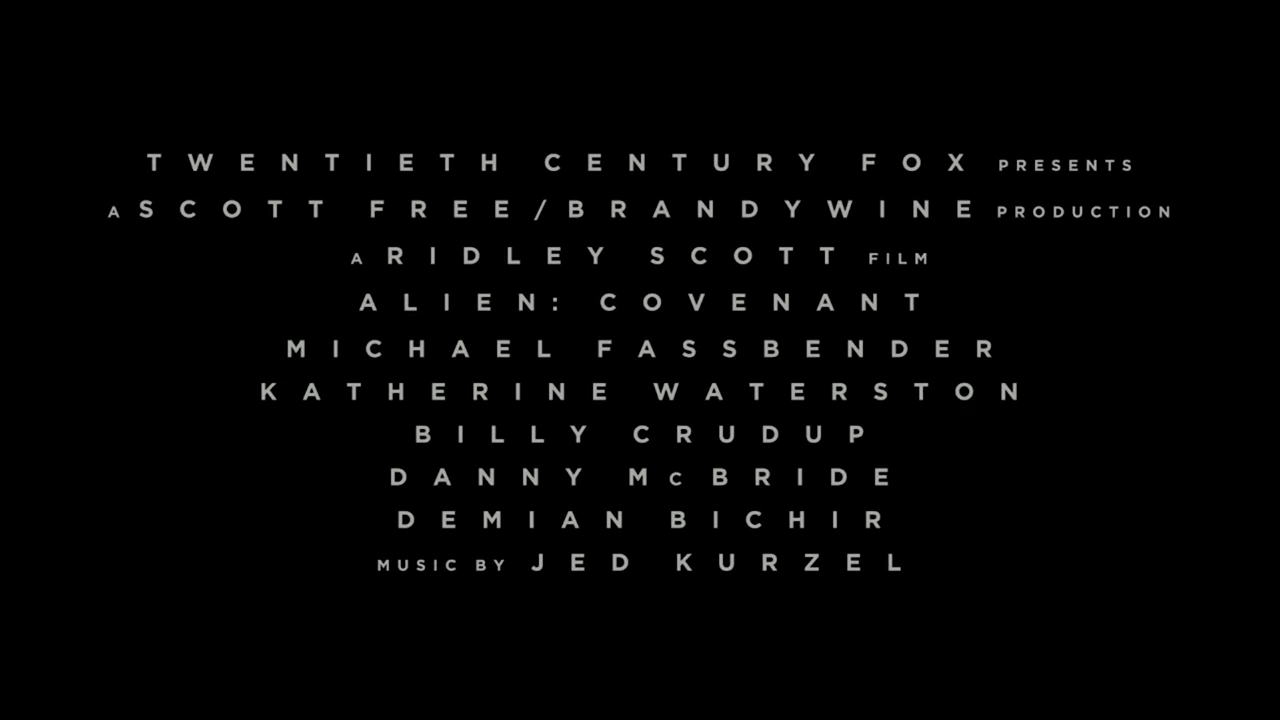 TWENTIETH CENTURY FOX PRESENTS
A SCOTT FREE/BRANDYWINE PRODUCTION
A RIDLEY SCOTT FILM
ALIEN: COVENANT
MICHAEL FASSBENDER
KATHERINE WATERSTON
BILLY CRUDUP
DANNY McBRIDE
DEMIAN BICHIR
MUSIC BY JED KURZEL